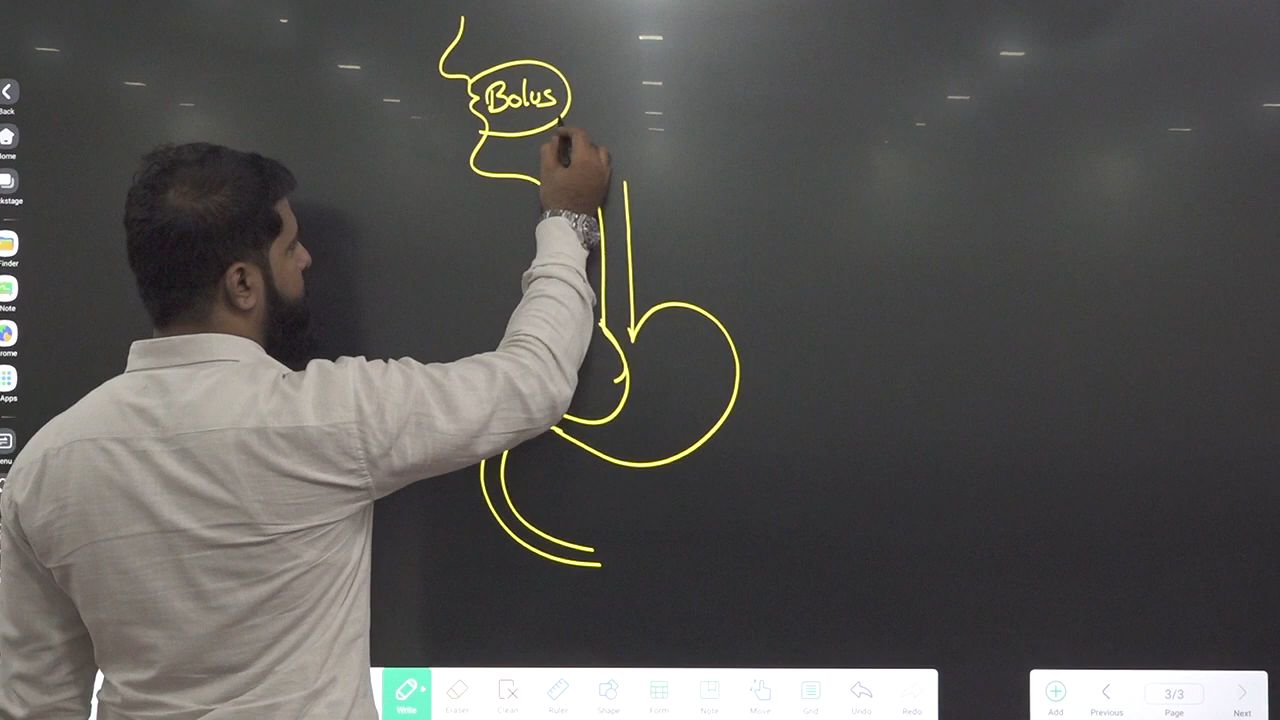 Bolus
Back
Home
Finder
Note
Apps
Write
Eraser
Clean
Ruler
Shape
Form
Note
Move
Grid
Undo
Redo
Add
Previous
3/3
Page
Next